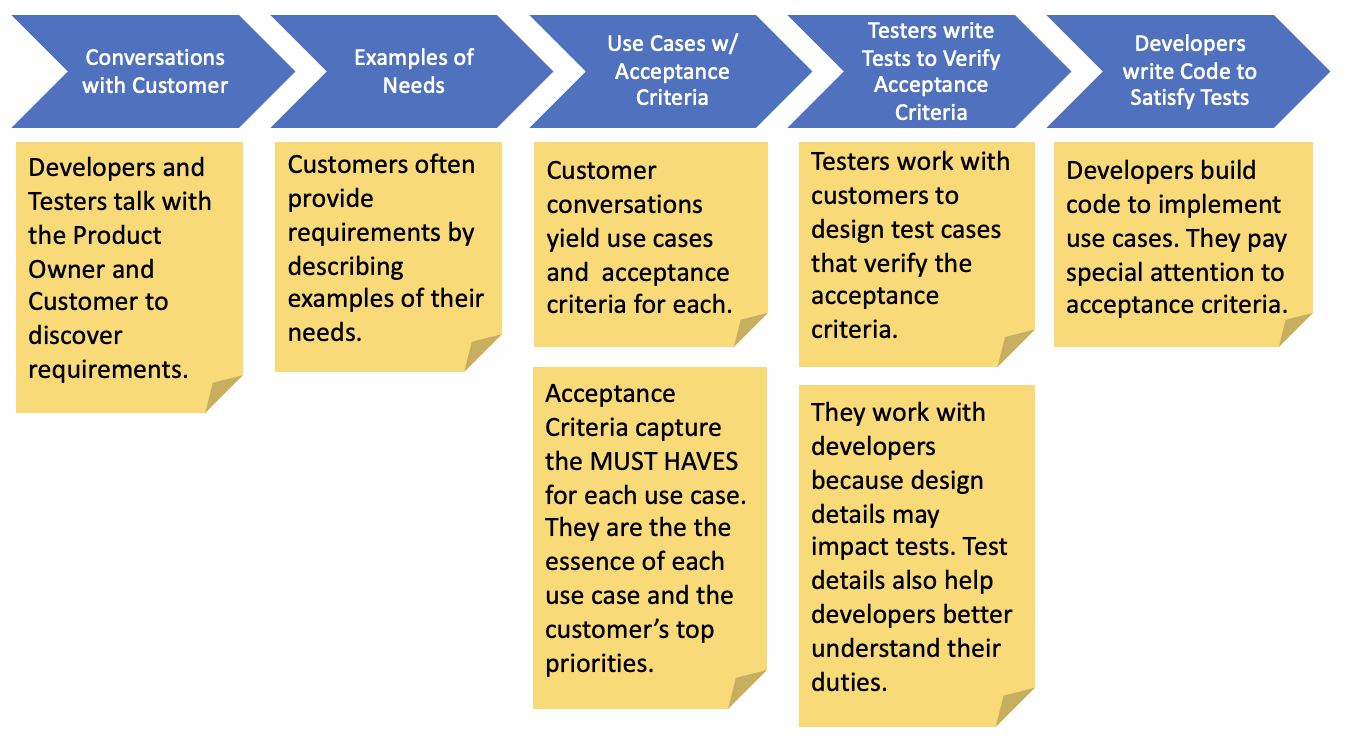 Conversations
with Customer
Examples of
Needs
Use Cases w/
Acceptance
Criteria
Testers write
Tests to Verify
Acceptance
Criteria
Developers
write Code to
Satisfy Tests
Developers and
Testers talk with
the Product
Owner and
Customer to
discover
requirements.
Customers often
provide
requirements by
describing
examples of their
needs.
Customer
conversations
yield use cases
and  acceptance
criteria for each.
Acceptance
Criteria capture
the MUST HAVES
for each use case.
They are the the
essence of each
use case and the
customer’s top
priorities.
Testers work with
customers to
design test cases
that verify the
acceptance
criteria.
They work with
developers
because design
details may
impact tests. Test
details also help
developers better
understand their
duties.
Developers build
code to implement
use cases. They pay
special attention to
acceptance criteria.